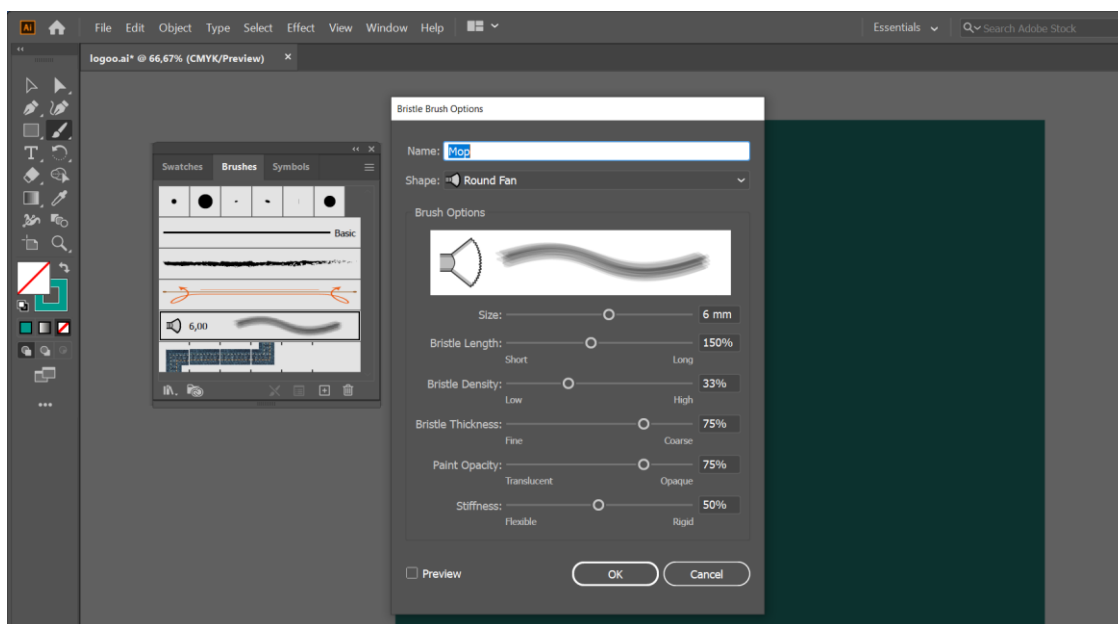 Ai File Edit Object Type Select Effect View Window Help Essentials Search Adobe Stock
logoo.ai* @ 66,67% (CMYK/Preview) ×
Swatches Brushes Symbols
Basic
6,00
Bristle Brush Options
Name: Mop
Shape: Round Fan
Brush Options
Size: 6 mm
Bristle Length: 150%
Short Long
Bristle Density: 33%
Low High
Bristle Thickness: 75%
Fine Coarse
Paint Opacity: 75%
Translucent Opaque
Stiffness: 50%
Flexible Rigid
Preview OK Cancel